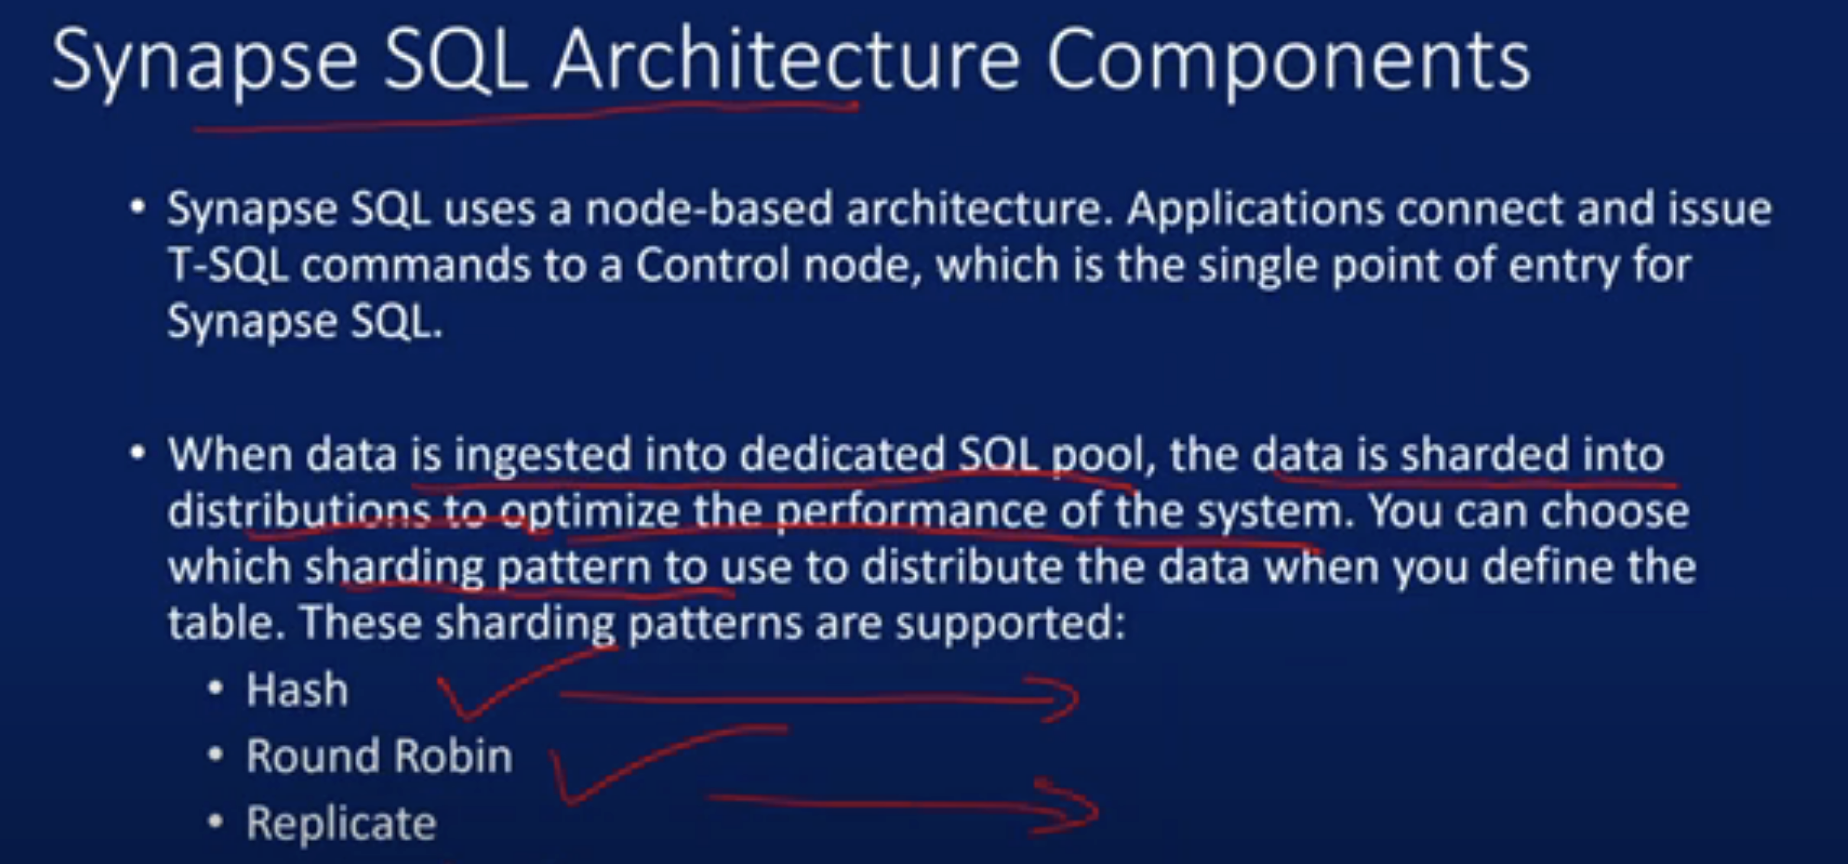 Synapse SQL Architecture Components
• Synapse SQL uses a node-based architecture. Applications connect and issue
T-SQL commands to a Control node, which is the single point of entry for
Synapse SQL.
• When data is ingested into dedicated SQL pool, the data is sharded into
distributions to optimize the performance of the system. You can choose
which sharding pattern to use to distribute the data when you define the
table. These sharding patterns are supported:
• Hash
• Round Robin
• Replicate